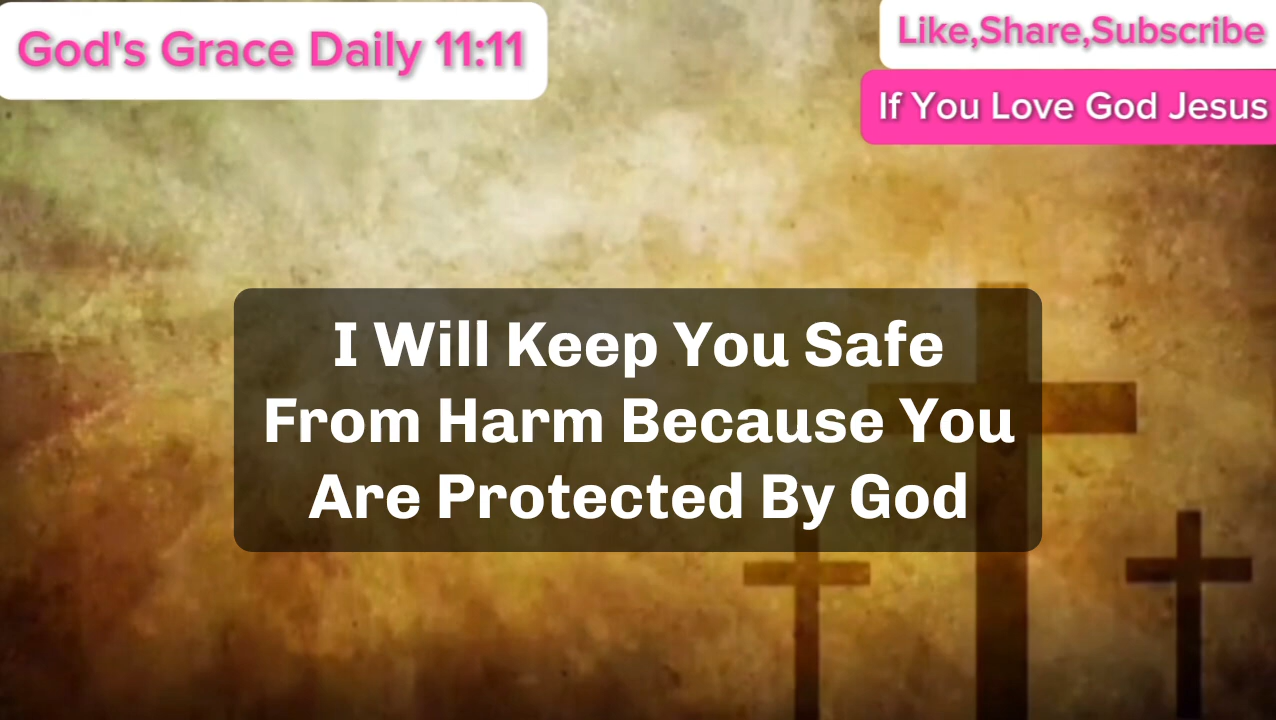 God's Grace Daily 11:11
Like,Share,Subscribe
If You Love God Jesus
I Will Keep You Safe
From Harm Because You
Are Protected By God